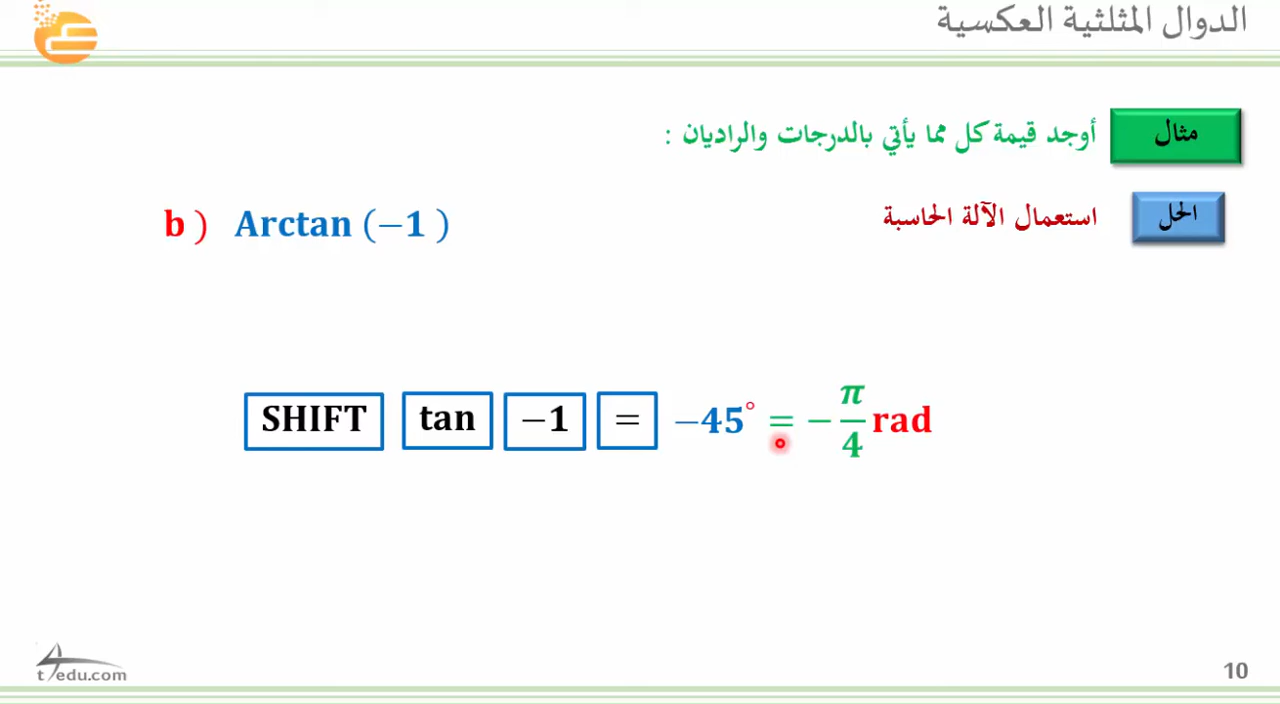 الدوال المثلثية العكسية
مثال
أوجد قيمة كل مما يأتي بالدرجات والراديان :
الحل
استعمال الآلة الحاسبة
b ) Arctan (−1 )
SHIFT tan −1 = −45° = −π/4 rad
t4edu.com
10